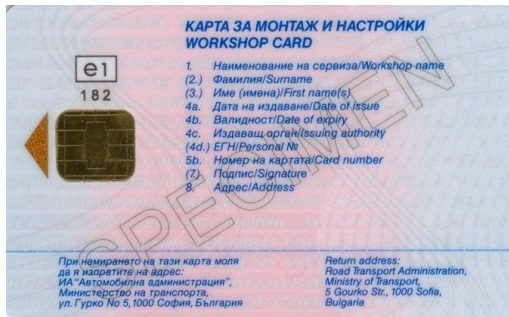 КАРТА ЗА МОНТАЖ И НАСТРОЙКИ
WORKSHOP CARD
e1
182
1. Наименование на сервиза/Workshop name
(2.) Фамилия/Surname
(3.) Име (имена)/First name(s)
4a. Дата на издаване/Date of issue
4b. Валидност/Date of expiry
4c. Издаващ орган/Issuing authority
(4d.) ЕГН/Personal №
5b. Номер на картата/Card number
(7.) Подпис/Signature
8. Адрес/Address
SPECIMEN
При намирането на тази карта моля
да я изпратите на адрес:
ИА "Автомобилна администрация",
Министерство на транспорта,
ул. Гурко No 5,1000 София, България
Return address:
Road Transport Administration,
Ministry of Transport,
5 Gourko Str., 1000 Sofia,
Bulgaria